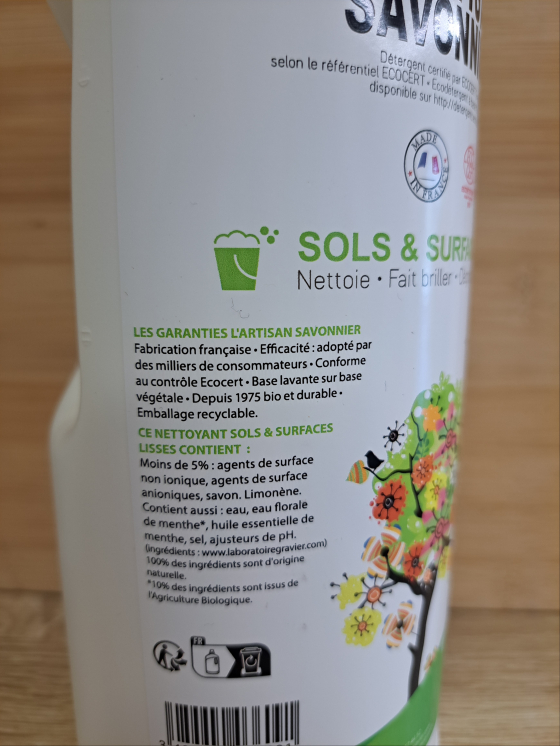 SAVONN
Détergent certifié par
selon le référentiel ECOCERT • Ecodétergent
disponible sur http://
MADE
IN FRANCE
SOLS & SURFA
Nettoie • Fait briller •
LES GARANTIES L'ARTISAN SAVONNIER
Fabrication française • Efficacité : adopté par
des milliers de consommateurs • Conforme
au contrôle Ecocert • Base lavante sur base
végétale • Depuis 1975 bio et durable •
Emballage recyclable.
CE NETTOYANT SOLS & SURFACES
LISSES CONTIENT :
Moins de 5% : agents de surface
non ionique, agents de surface
anioniques, savon. Limonène.
Contient aussi : eau, eau florale
de menthe*, huile essentielle de
menthe, sel, ajusteurs de pH.
(ingrédients : www.laboratoiregravier.com)
100% des ingrédients sont d'origine
naturelle.
*10% des ingrédients sont issus de
l'Agriculture Biologique.
FR